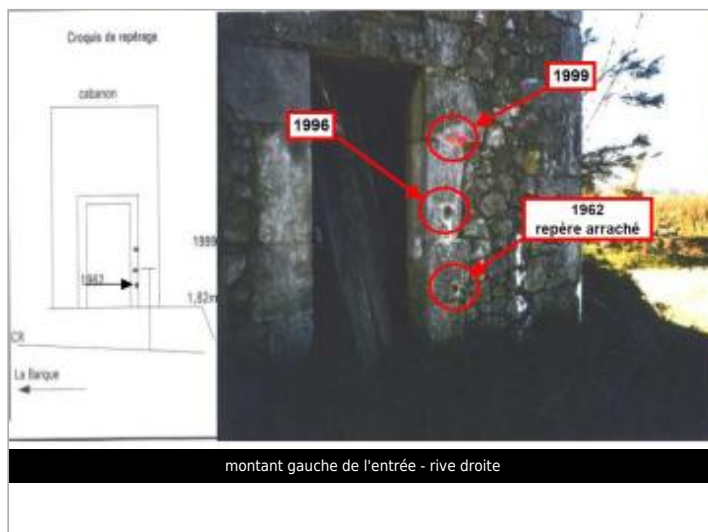 Croquis de repérage
cabanon
1999
1962
1,82m
CR
La Barque
1999
1996
1962
repère arraché
montant gauche de l'entrée - rive droite